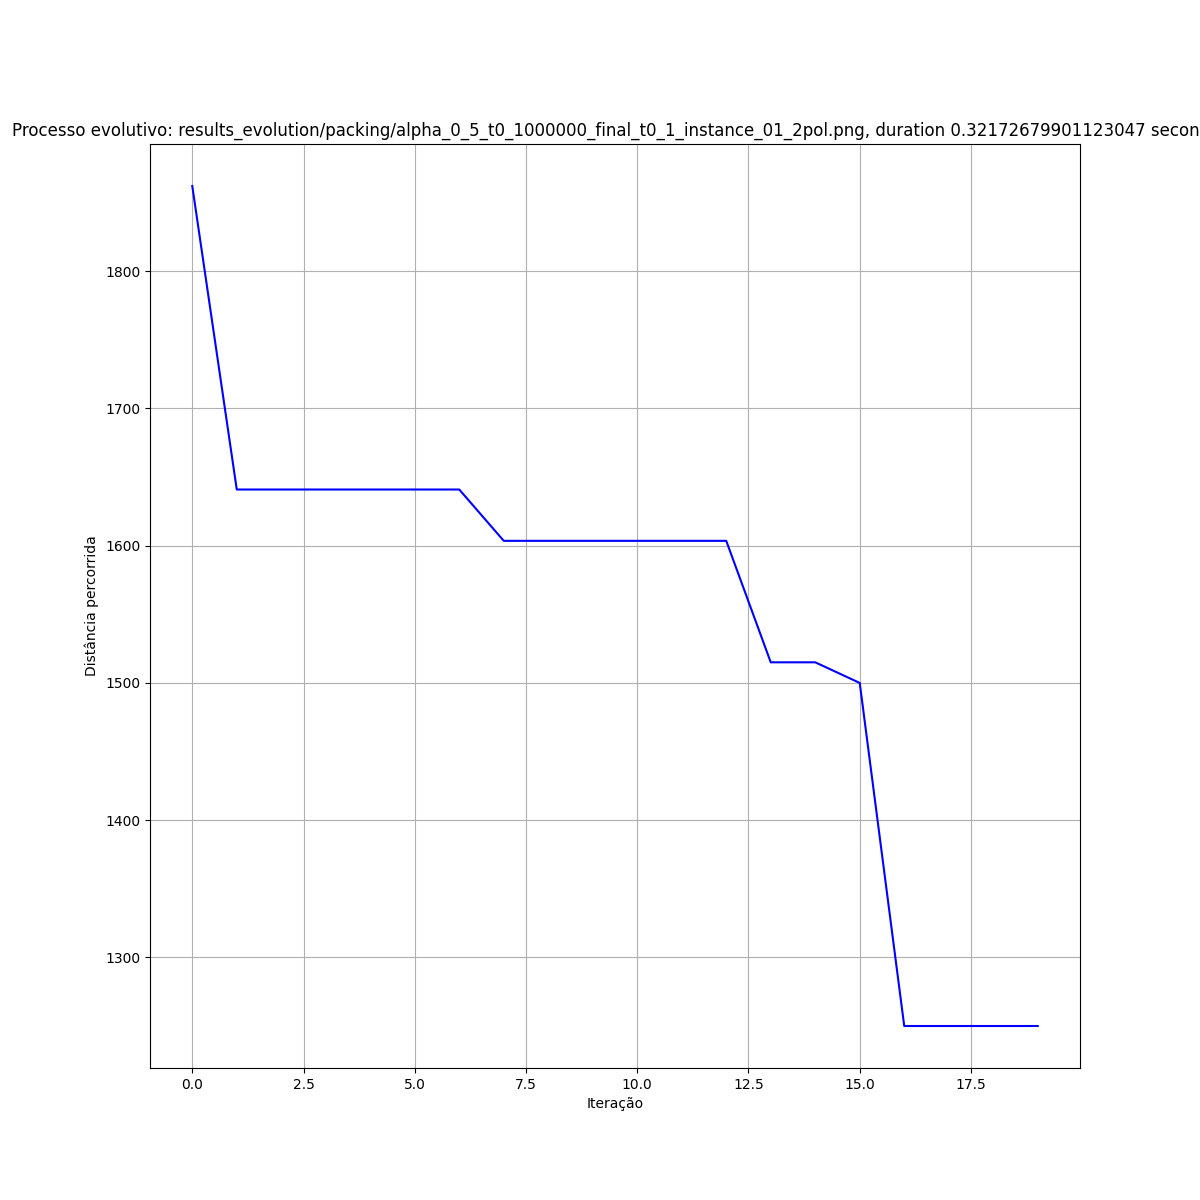 Processo evolutivo: results_evolution/packing/alpha_0_5_t0_1000000_final_t0_1_instance_01_2pol.png, duration 0.32172679901123047 secon
1800
1700
1600
1500
1400
1300
Distância percorrida
0.0 2.5 5.0 7.5 10.0 12.5 15.0 17.5
Iteração